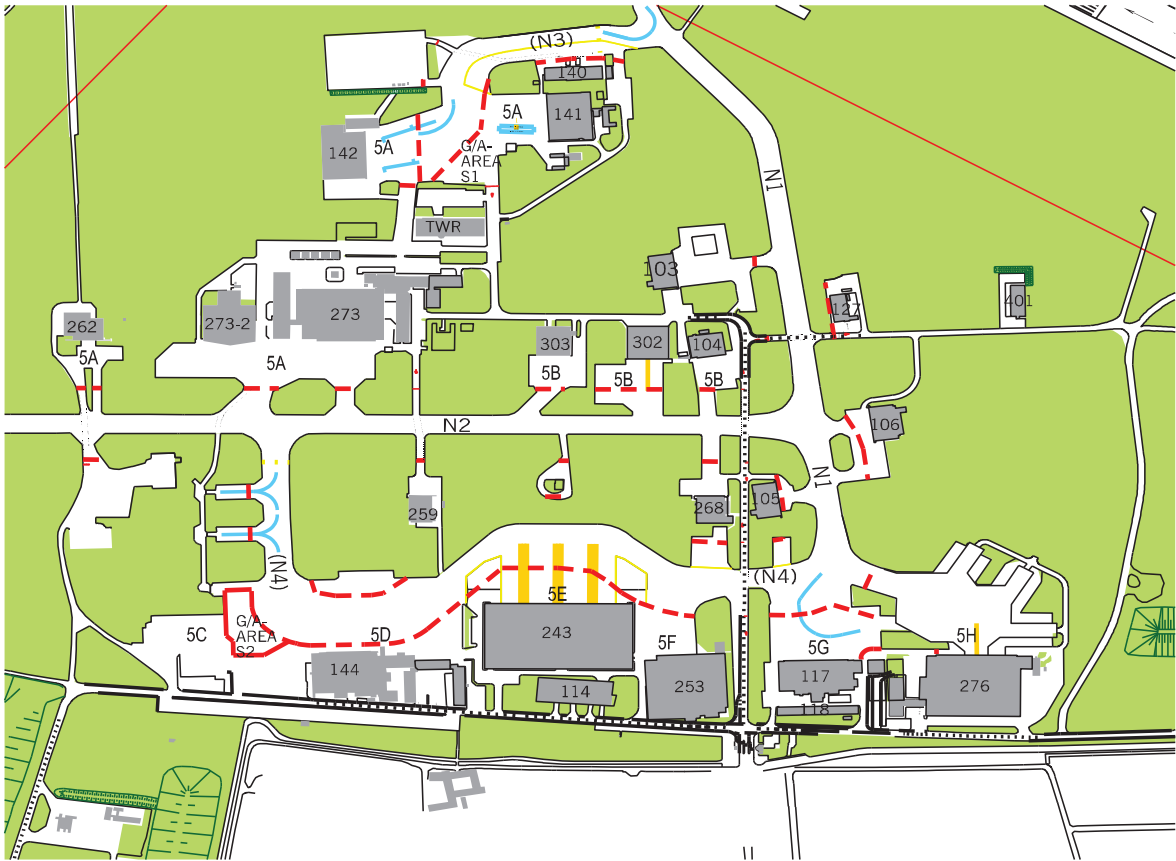 (N3)
140
5A
141
142
5A
G/A-
AREA
S1
N1
TWR
103
127
401
273
273-2
262
303
302
104
5A
5A
5B
5B
5B
N2
106
N1
105
268
259
(N4)
(N4)
5E
G/A-
AREA
S2
5C
5D
243
5F
5G
5H
144
117
253
276
114
118